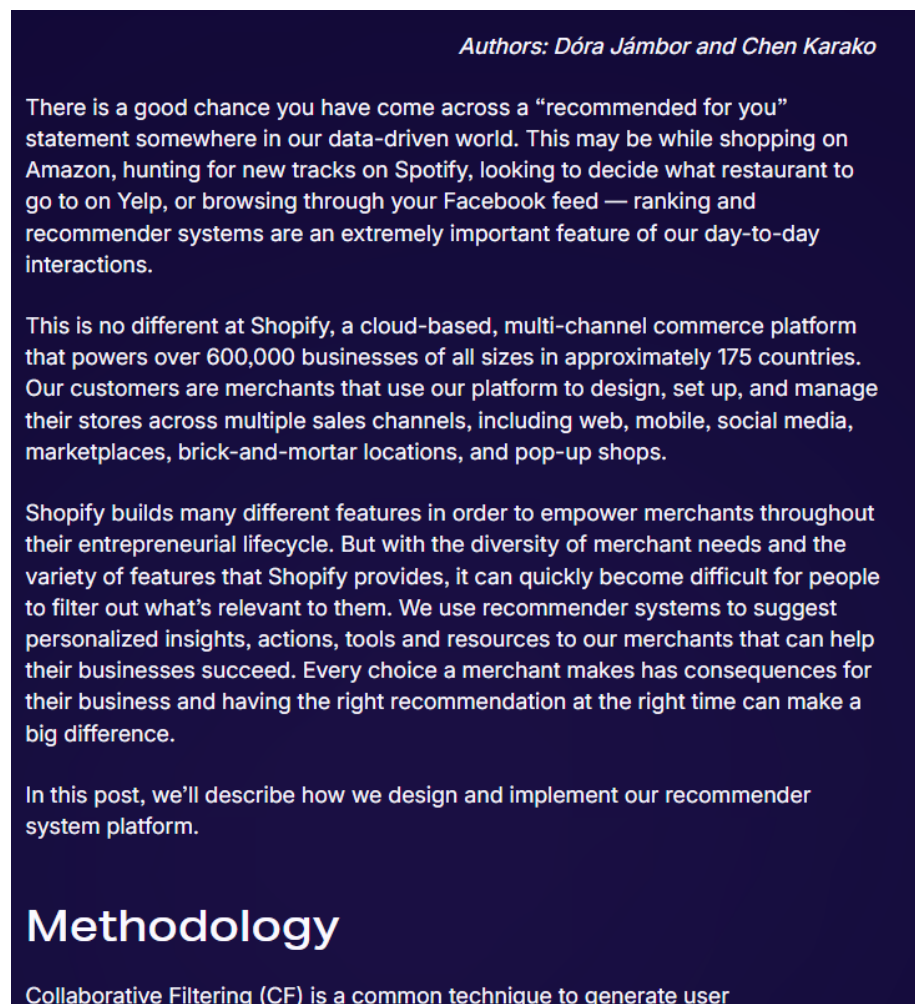 Authors: Dóra Jámbor and Chen Karako
There is a good chance you have come across a “recommended for you”
statement somewhere in our data-driven world. This may be while shopping on
Amazon, hunting for new tracks on Spotify, looking to decide what restaurant to
go to on Yelp, or browsing through your Facebook feed — ranking and
recommender systems are an extremely important feature of our day-to-day
interactions.
This is no different at Shopify, a cloud-based, multi-channel commerce platform
that powers over 600,000 businesses of all sizes in approximately 175 countries.
Our customers are merchants that use our platform to design, set up, and manage
their stores across multiple sales channels, including web, mobile, social media,
marketplaces, brick-and-mortar locations, and pop-up shops.
Shopify builds many different features in order to empower merchants throughout
their entrepreneurial lifecycle. But with the diversity of merchant needs and the
variety of features that Shopify provides, it can quickly become difficult for people
to filter out what’s relevant to them. We use recommender systems to suggest
personalized insights, actions, tools and resources to our merchants that can help
their businesses succeed. Every choice a merchant makes has consequences for
their business and having the right recommendation at the right time can make a
big difference.
In this post, we’ll describe how we design and implement our recommender
system platform.
Methodology
Collaborative Filtering (CF) is a common technique to generate user